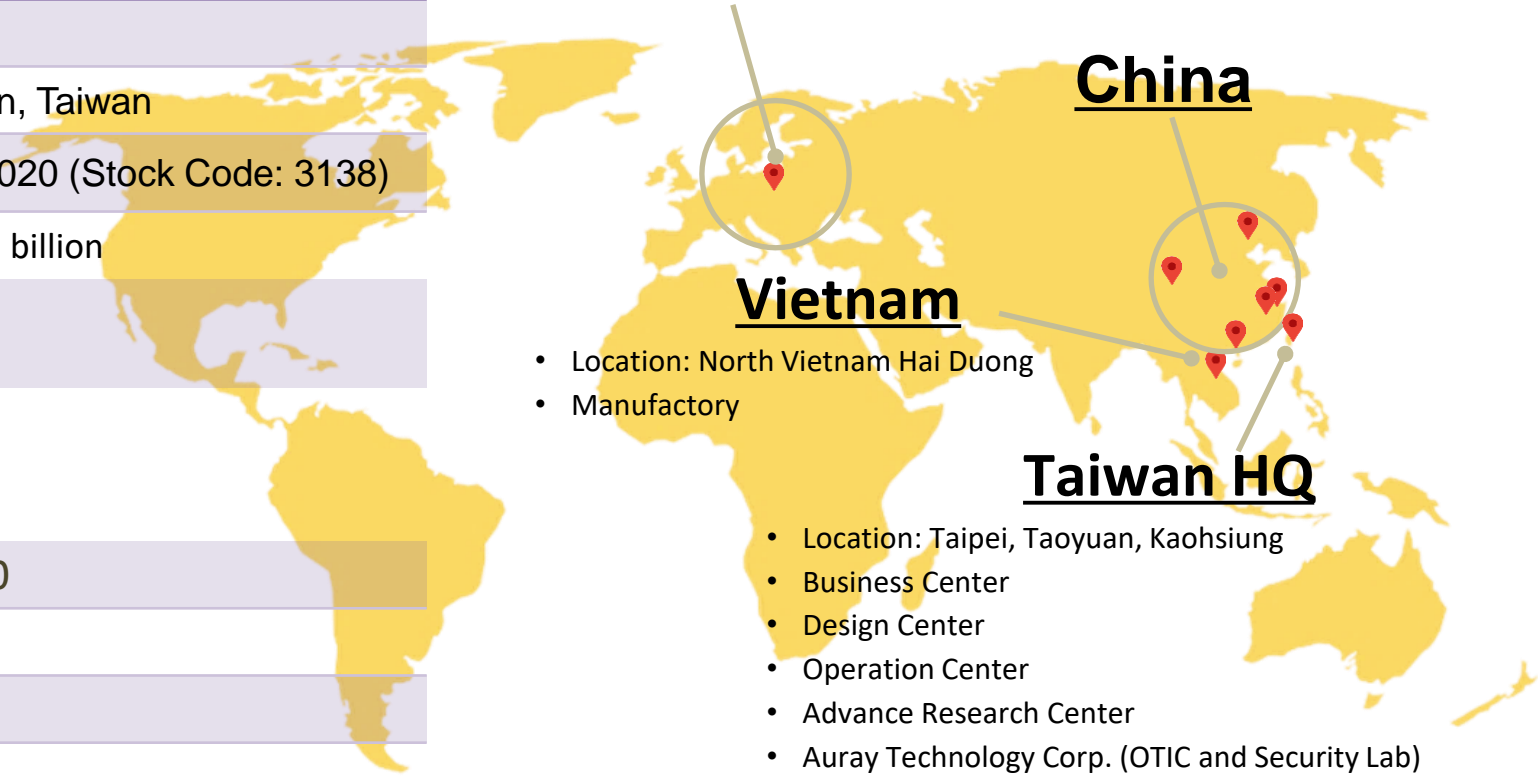 n, Taiwan
020 (Stock Code: 3138)
billion
0
China
Vietnam
• Location: North Vietnam Hai Duong
• Manufactory
Taiwan HQ
• Location: Taipei, Taoyuan, Kaohsiung
• Business Center
• Design Center
• Operation Center
• Advance Research Center
• Auray Technology Corp. (OTIC and Security Lab)